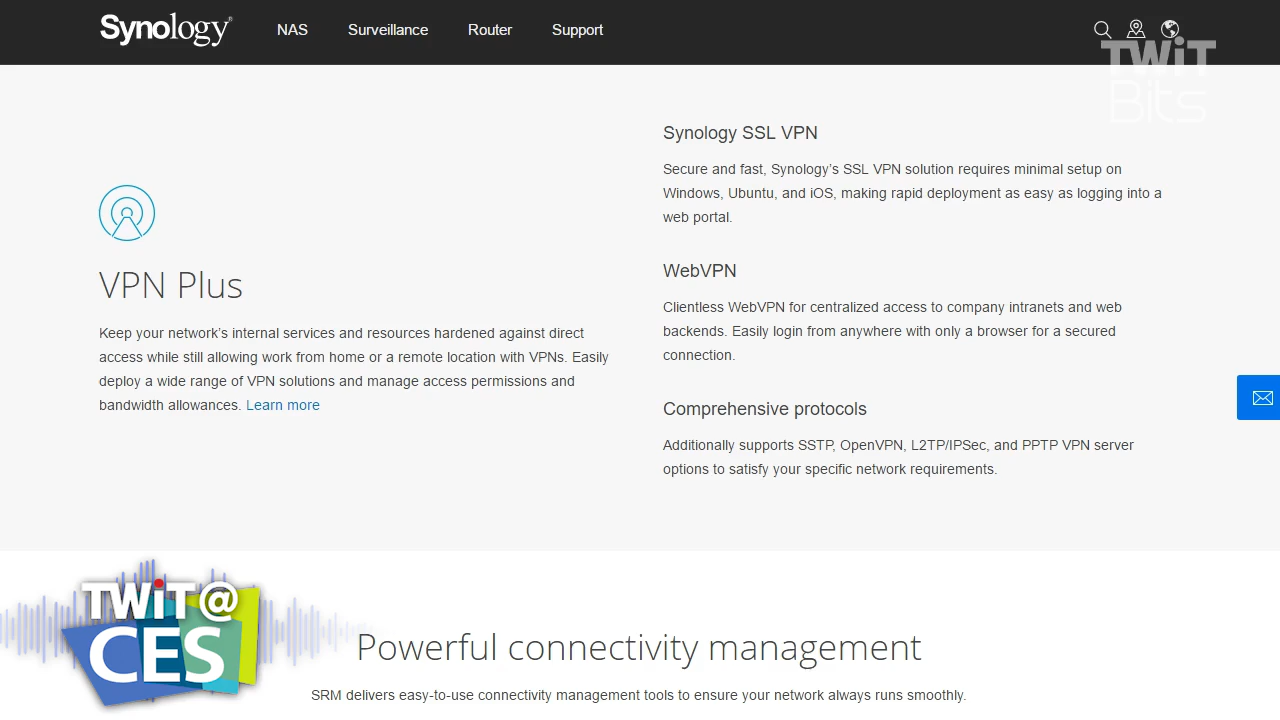 Synology NAS Surveillance Router Support
TWiT
Bits
VPN Plus
Keep your network's internal services and resources hardened against direct
access while still allowing work from home or a remote location with VPNs. Easily
deploy a wide range of VPN solutions and manage access permissions and
bandwidth allowances. Learn more
Synology SSL VPN
Secure and fast, Synology's SSL VPN solution requires minimal setup on
Windows, Ubuntu, and iOS, making rapid deployment as easy as logging into a
web portal.
WebVPN
Clientless WebVPN for centralized access to company intranets and web
backends. Easily login from anywhere with only a browser for a secured
connection.
Comprehensive protocols
Additionally supports SSTP, OpenVPN, L2TP/IPSec, and PPTP VPN server
options to satisfy your specific network requirements.
TWiT@
CES
Powerful connectivity management
SRM delivers easy-to-use connectivity management tools to ensure your network always runs smoothly.